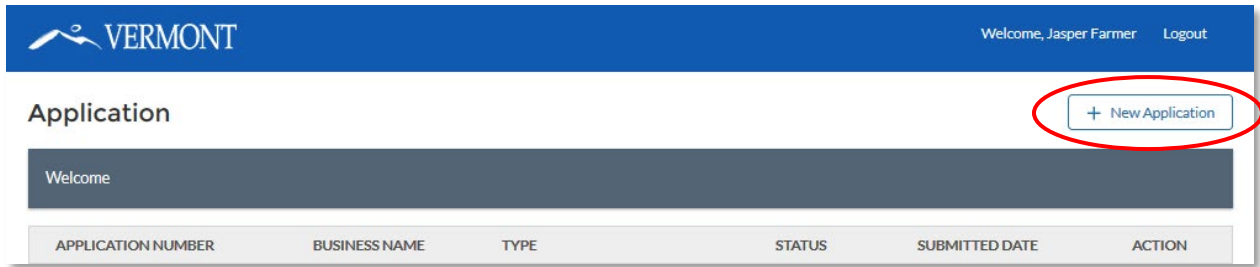 VERMONT
Welcome, Jasper Farmer Logout
Application
+ New Application
Welcome
APPLICATION NUMBER BUSINESS NAME TYPE STATUS SUBMITTED DATE ACTION